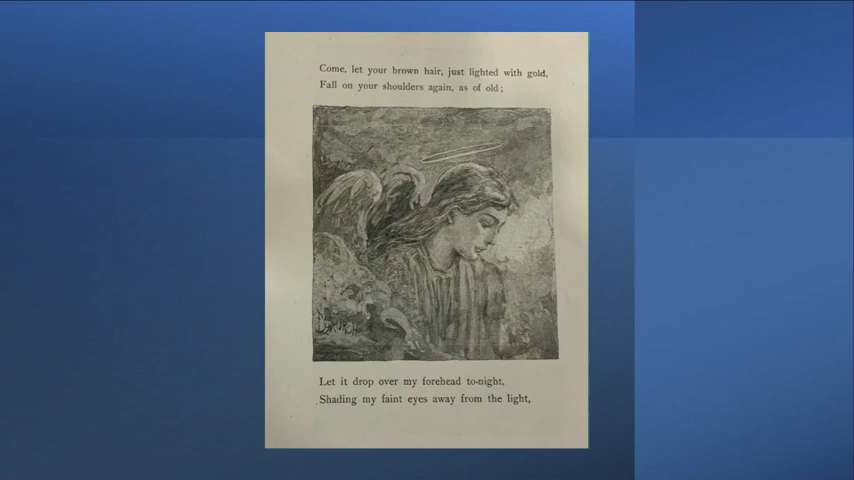 Come, let your brown hair, just lighted with gold,
Fall on your shoulders again, as of old;
Let it drop over my forehead to-night,
Shading my faint eyes away from the light,